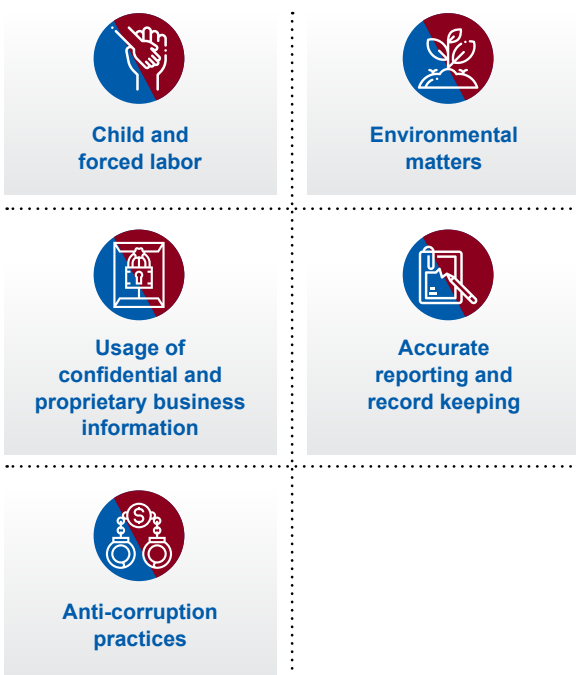 Child and
forced labor
Environmental
matters
Usage of
confidential and
proprietary business
information
Accurate
reporting and
record keeping
Anti-corruption
practices